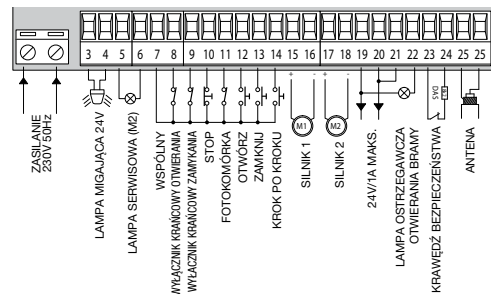 3 4 5 6 7 8 9 10 11 12 13 14 15 16 17 18 19 20 21 22 23 24 25 25
+ - + -
M1 M2
DAS
ZASILANIE
230V 50Hz
LAMPA MIGAJĄCA 24V
LAMPA SERWISOWA (M2)
WSPÓLNY
WYŁĄCZNIK KRAŃCOWY OTWIERANIA
WYŁĄCZNIK KRAŃCOWY ZAMYKANIA
STOP
FOTOKOMÓRKA
OTWÓRZ
ZAMKNIJ
KROK PO KROKU
SILNIK 1
SILNIK 2
24V/1A MAKS.
LAMPA OSTRZEGAWCZA
OTWIERANIA BRAMY
KRAWĘDŹ BEZPIECZEŃSTWA
ANTENA